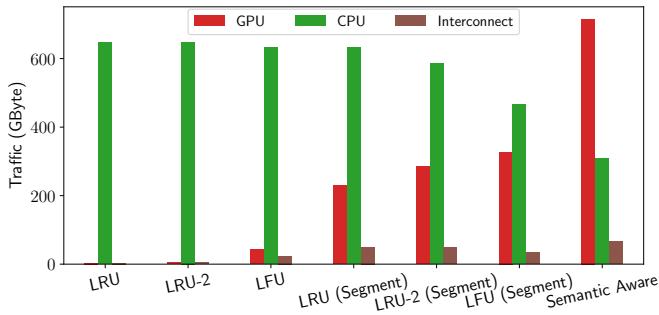 GPU CPU Interconnect
Traffic (GByte)
600
400
200
0
LRU LRU-2 LFU LRU (Segment) LRU-2 (Segment) LFU (Segment) Semantic Aware